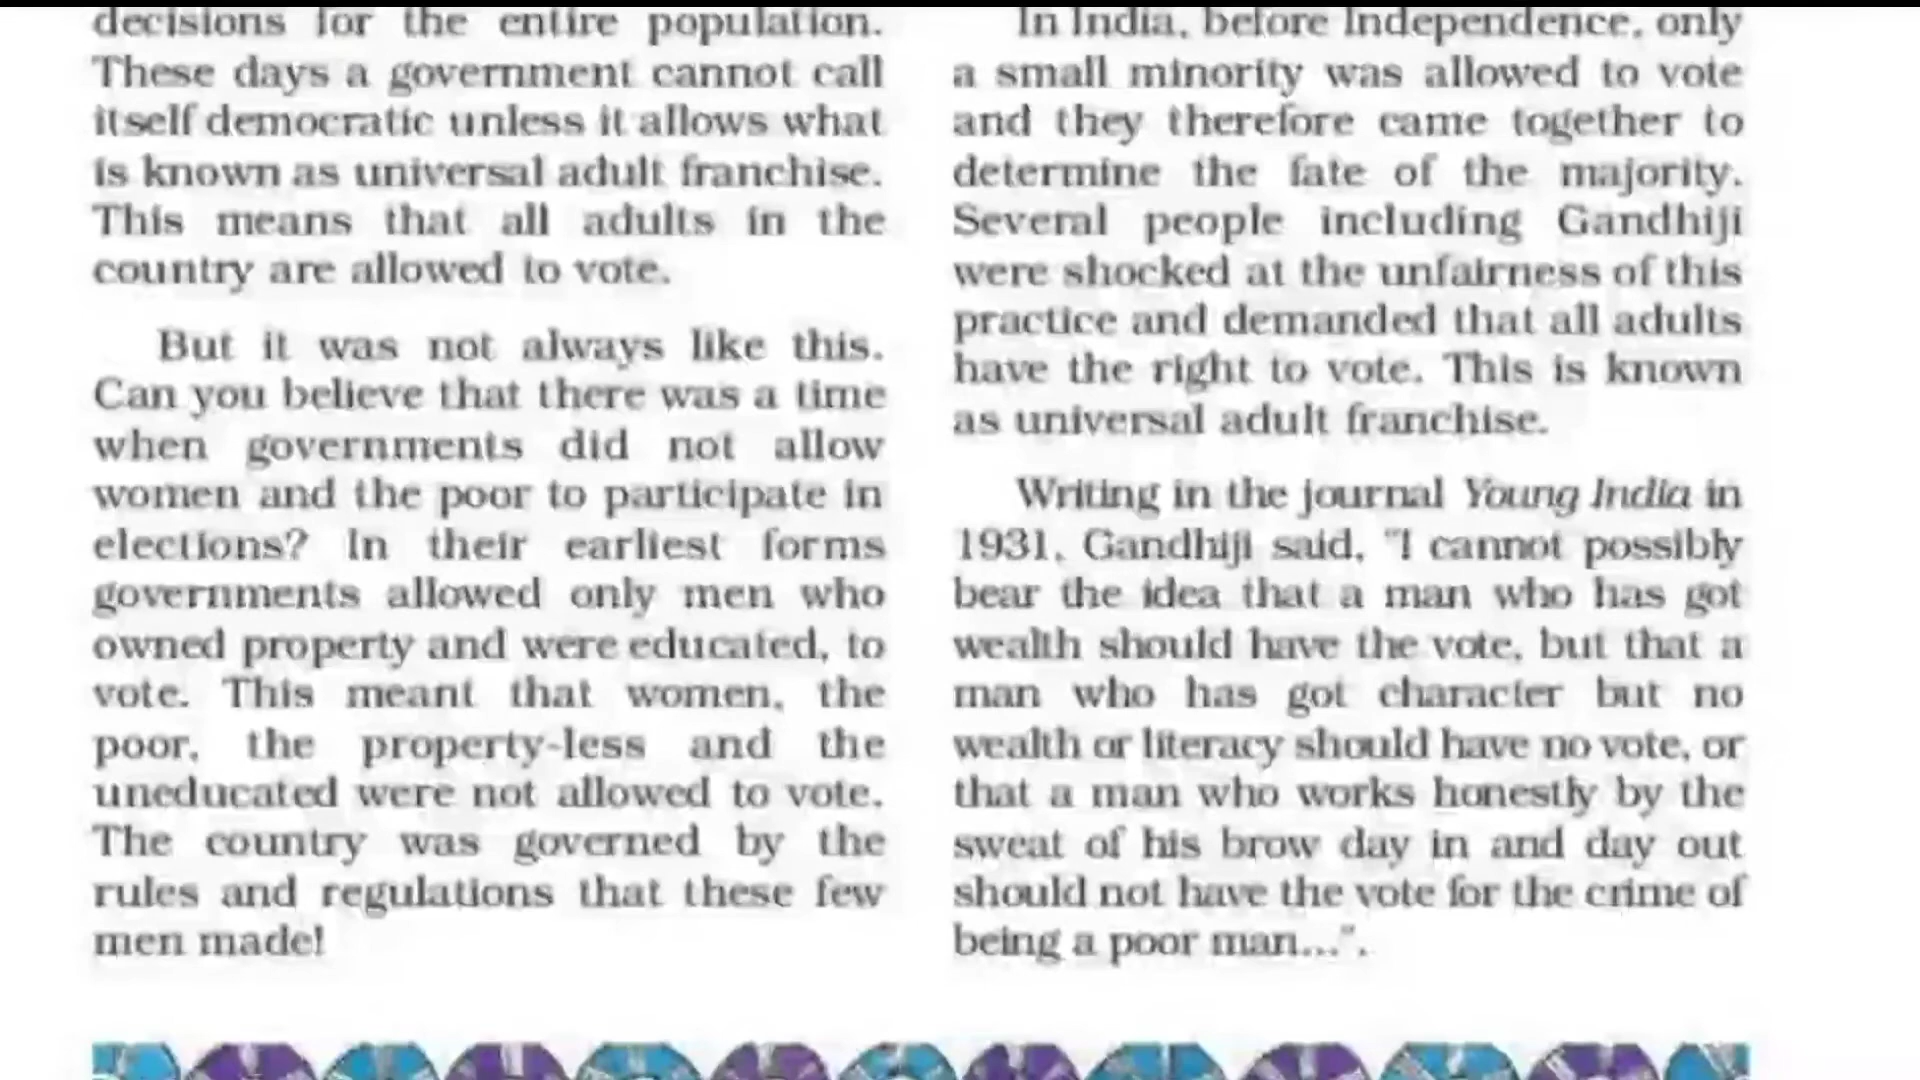 decisions for the entire population.
These days a government cannot call
itself democratic unless it allows what
is known as universal adult franchise.
This means that all adults in the
country are allowed to vote.
But it was not always like this.
Can you believe that there was a time
when governments did not allow
women and the poor to participate in
elections? In their earliest forms
governments allowed only men who
owned property and were educated, to
vote. This meant that women, the
poor, the property-less and the
uneducated were not allowed to vote.
The country was governed by the
rules and regulations that these few
men made!
In India, before Independence, only
a small minority was allowed to vote
and they therefore came together to
determine the fate of the majority.
Several people including Gandhiji
were shocked at the unfairness of this
practice and demanded that all adults
have the right to vote. This is known
as universal adult franchise.
Writing in the journal Young India in
1931, Gandhiji said, "I cannot possibly
bear the idea that a man who has got
wealth should have the vote, but that a
man who has got character but no
wealth or literacy should have no vote, or
that a man who works honestly by the
sweat of his brow day in and day out
should not have the vote for the crime of
being a poor man...".